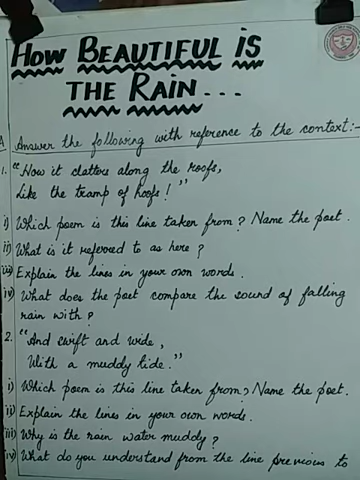 How BEAUTIFUL iS
THE RAIN...
A Answer the following with reference to the context:-
1. "How it clatters along the roofs,
Like the tramp of hoofs!"
i) Which poem is this line taken from? Name the poet.
ii) What is it referred to as here?
iii) Explain the lines in your own words.
iv) What does the poet compare the sound of falling
rain with?
2. "And swift and wide,
With a muddy tide."
i) Which poem is this line taken from? Name the poet.
ii) Explain the lines in your own words.
iii) Why is the rain water muddy?
iv) What do you understand from the line previous to